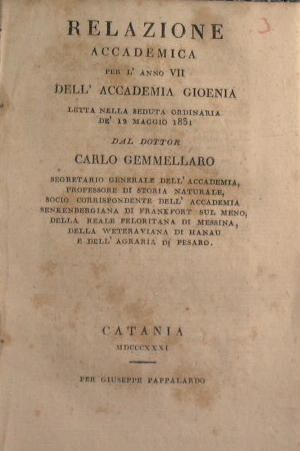 RELAZIONE
ACCADEMICA
PER L' ANNO VII
DELL' ACCADEMIA GIOENIA
LETTA NELLA SEDUTA ORDINARIA
DE' 12 MAGGIO 1831
DAL DOTTOR
CARLO GEMMELLARO
SEGRETARIO GENERALE DELL' ACCADEMIA,
PROFESSORE DI STORIA NATURALE,
SOCIO CORRISPONDENTE DELL' ACCADEMIA
SENKENBERGIANA DI FRANKFORT SUL MENO,
DELLA REALE PELORITANA DI MESSINA,
DELLA WETERAVIANA DI HANAU
E DELL' AGRARIA DI PESARO.
CATANIA
MDCCCXXXI
PER GIUSEPPE PAPPALARDO